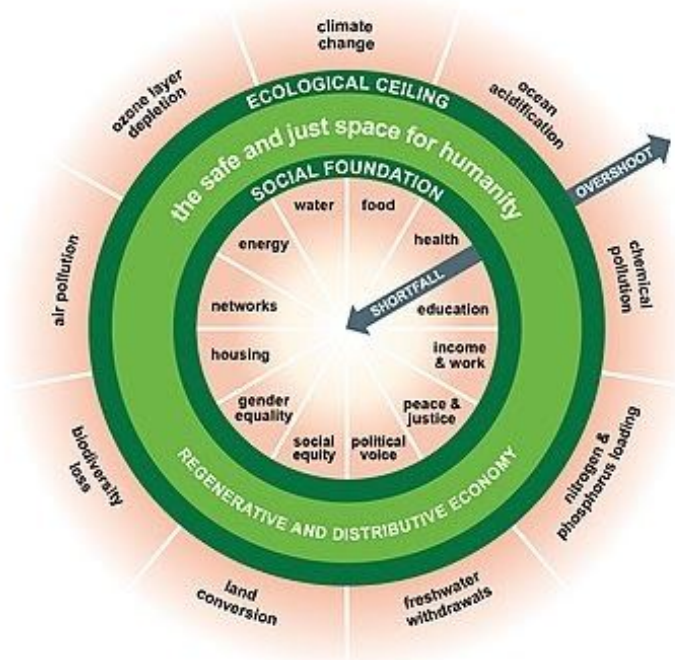 climate
change
ocean
acidification
chemical
pollution
nitrogen &
phosphorus loading
freshwater
withdrawals
land
conversion
biodiversity
loss
air pollution
ozone layer
depletion
OVERSHOOT
ECOLOGICAL CEILING
the safe and just space for humanity
SOCIAL FOUNDATION
water
food
health
SHORTFALL
education
income
& work
peace &
justice
political
voice
social
equity
gender
equality
housing
networks
energy
REGENERATIVE AND DISTRIBUTIVE ECONOMY